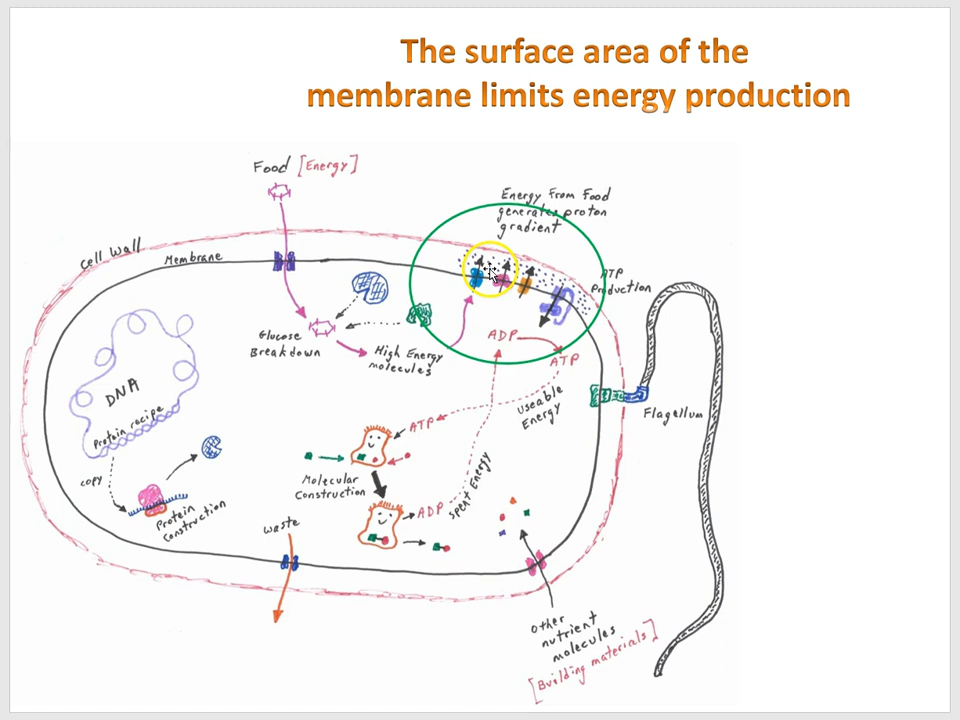 The surface area of the
membrane limits energy production
Food [Energy]
Energy From Food
generates proton
gradient
Cell Wall
Membrane
ATP
Production
Glucose
Breakdown
High Energy
molecules
ADP
ATP
DNA
Protein recipe
Useable
Energy
Flagellum
ATP
copy
Molecular
Construction
Spent Energy
ADP
Protein
Construction
waste
Other
nutrient
molecules
[Building materials]